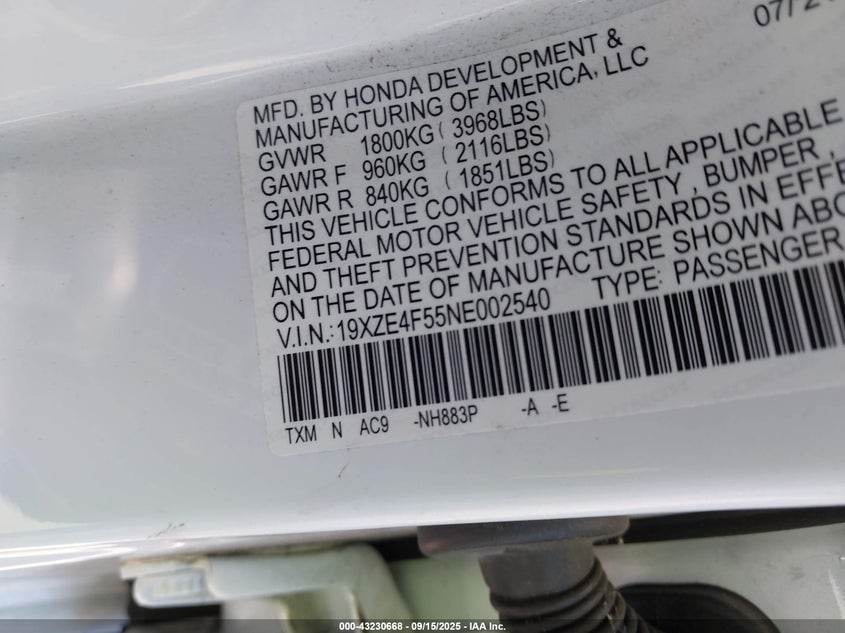 07/21
MFD. BY HONDA DEVELOPMENT &
MANUFACTURING OF AMERICA, LLC
GVWR 1800KG ( 3968LBS)
GAWR F 960KG ( 2116LBS)
GAWR R 840KG ( 1851LBS)
THIS VEHICLE CONFORMS TO ALL APPLICABLE
FEDERAL MOTOR VEHICLE SAFETY , BUMPER ,
AND THEFT PREVENTION STANDARDS IN EFFE
ON THE DATE OF MANUFACTURE SHOWN ABO
V.I.N.: 19XZE4F55NE002540 TYPE: PASSENGER
TXM N AC9 -NH883P -A -E
000-43230668 - 09/15/2025 - IAA Inc.